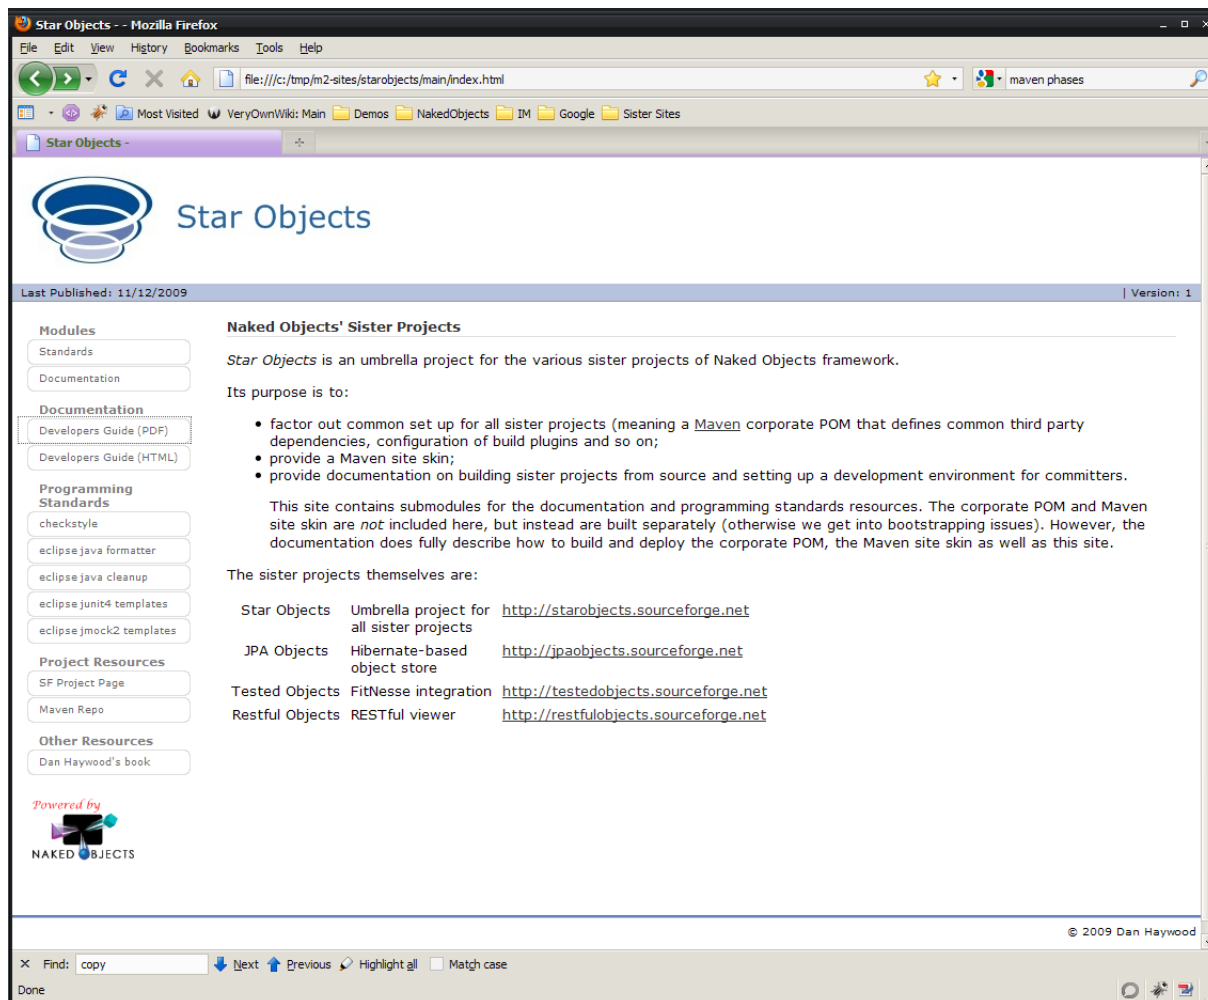 Star Objects - - Mozilla Firefox
File Edit View History Bookmarks Tools Help
file:///c:/tmp/m2-sites/starobjects/main/index.html
maven phases
Most Visited VeryOwnWiki: Main Demos NakedObjects IM Google Sister Sites
Star Objects -
Star Objects
Last Published: 11/12/2009 | Version: 1
Modules
Standards
Documentation
Documentation
Developers Guide (PDF)
Developers Guide (HTML)
Programming
Standards
checkstyle
eclipse java formatter
eclipse java cleanup
eclipse junit4 templates
eclipse jmock2 templates
Project Resources
SF Project Page
Maven Repo
Other Resources
Dan Haywood's book
Powered by
NAKED OBJECTS
Naked Objects' Sister Projects
Star Objects is an umbrella project for the various sister projects of Naked Objects framework.
Its purpose is to:
• factor out common set up for all sister projects (meaning a Maven corporate POM that defines common third party
dependencies, configuration of build plugins and so on;
• provide a Maven site skin;
• provide documentation on building sister projects from source and setting up a development environment for committers.
This site contains submodules for the documentation and programming standards resources. The corporate POM and Maven
site skin are not included here, but instead are built separately (otherwise we get into bootstrapping issues). However, the
documentation does fully describe how to build and deploy the corporate POM, the Maven site skin as well as this site.
The sister projects themselves are:
Star Objects Umbrella project for http://starobjects.sourceforge.net
all sister projects
JPA Objects Hibernate-based http://jpaobjects.sourceforge.net
object store
Tested Objects FitNesse integration http://testedobjects.sourceforge.net
Restful Objects RESTful viewer http://restfulobjects.sourceforge.net
© 2009 Dan Haywood
Find: copy Next Previous Highlight all Match case
Done